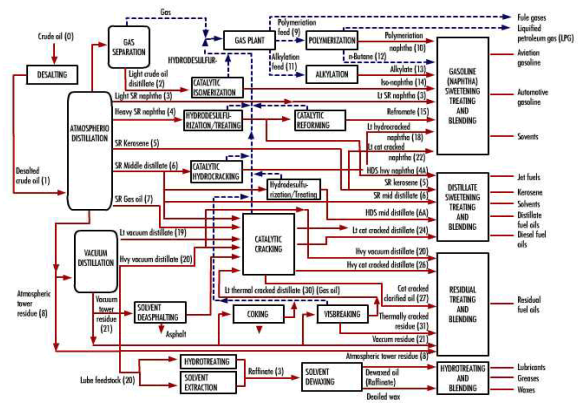 Gas
Fule gases
Crude oil (0)
GAS
SEPARATION
GAS PLANT
Polymeriation
feed (9)
POLYMERIZATION
Polymeriation
naphtha (10)
Liquified
petroleum gas (LPG)
n-Butane (12)
DESALTING
Light crude oil
distillate (2)
HYDRODESULFUR-
Alkylation
feed (11)
ALKYLATION
Alkylate (13)
CATALYTIC
ISOMERIZATION
Iso-naphtha (14)
GASOLINE
(NAPHTHA)
SWEETENING
TREATING
AND
BLENDING
Aviation
gasoline
Automotive
gasoline
Sovents
Light SR naphtha (3)
Lt SR naphtha (3)
Heavy SR naphtha (4)
HYDRODESULFU-
RIZATION/TREATING
CATALYTIC
REFORMING
Refromate (15)
ATMOSPHERIO
DISTILLATION
Lt hydrocracked
naphtha (18)
SR Kerosene (5)
Lt cat cracked
naphtha (22)
SR Middle distillate (6)
CATALYTIC
HYDROCRACKING
HDS hvy naphtha (4A)
Desalted
crude oil (1)
Hydrodesulfu-
rization/Treating
SR kerosene (5)
SR mid distillate (6)
DISTILLATE
SWEETENING
TREATING AND
BLENDING
Jet fuels
Kerosene
Solvents
Distillate
fuel oils
Diesel fuel
oils
SR Gas oil (7)
HDS mid distillate (6A)
Lt vacuum distillate (19)
CATALYTIC
CRACKING
Lt cat cracked distillate (24)
VACUUM
DISTILLATION
Hvy vacuum distillate (20)
Hvy vacuum distillate (20)
Hvy cat cracked distillate (26)
Lt thermal cracked distillate (30) (Gas oil)
Cat cracked
clarified oil (27)
RESIDUAL
TREATING
AND
BLENDING
Residual
fuel oils
Atmospheric
tower
residue (8)
Vacuum
tower
residue
(21)
SOLVENT
DEASPHALTING
Asphalt
COKING
VISBREAKING
Thermally cracked
residue (31)
Vacuum residue (21)
Atmospheric tower residue (8)
Lube feedstock (20)
HYDROTREATING
SOLVENT
EXTRACTION
Raffinate (3)
SOLVENT
DEWAXING
Dewaxed oil
(Raffinate)
Deoiled wax
HYDROTREATING
AND
BLENDING
Lubricants
Greases
Waxes